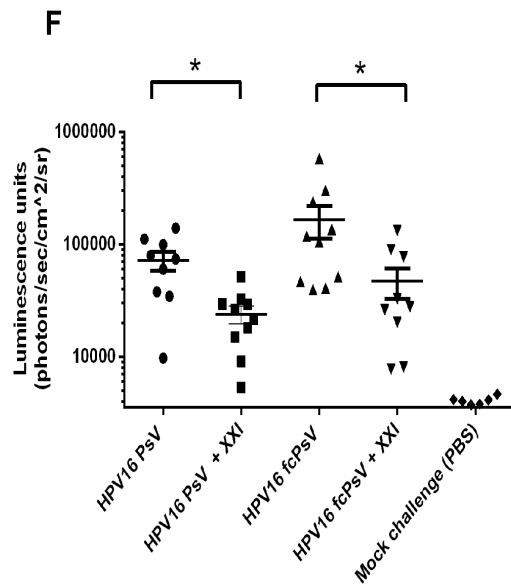 F
* *
1000000
100000
10000
Luminescence units
(photons/sec/cm^2/sr)
HPV16 PsV
HPV16 PsV + XXI
HPV16 fcPsV
HPV16 fcPsV + XXI
Mock challenge (PBS)